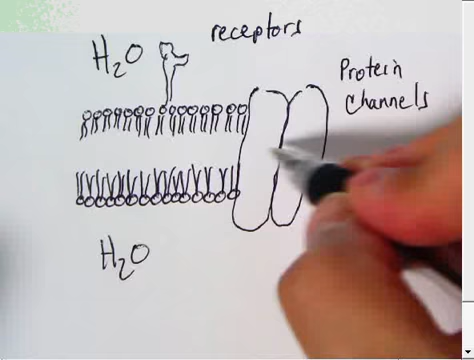 receptors
H₂O
Protein
Channels
H₂O